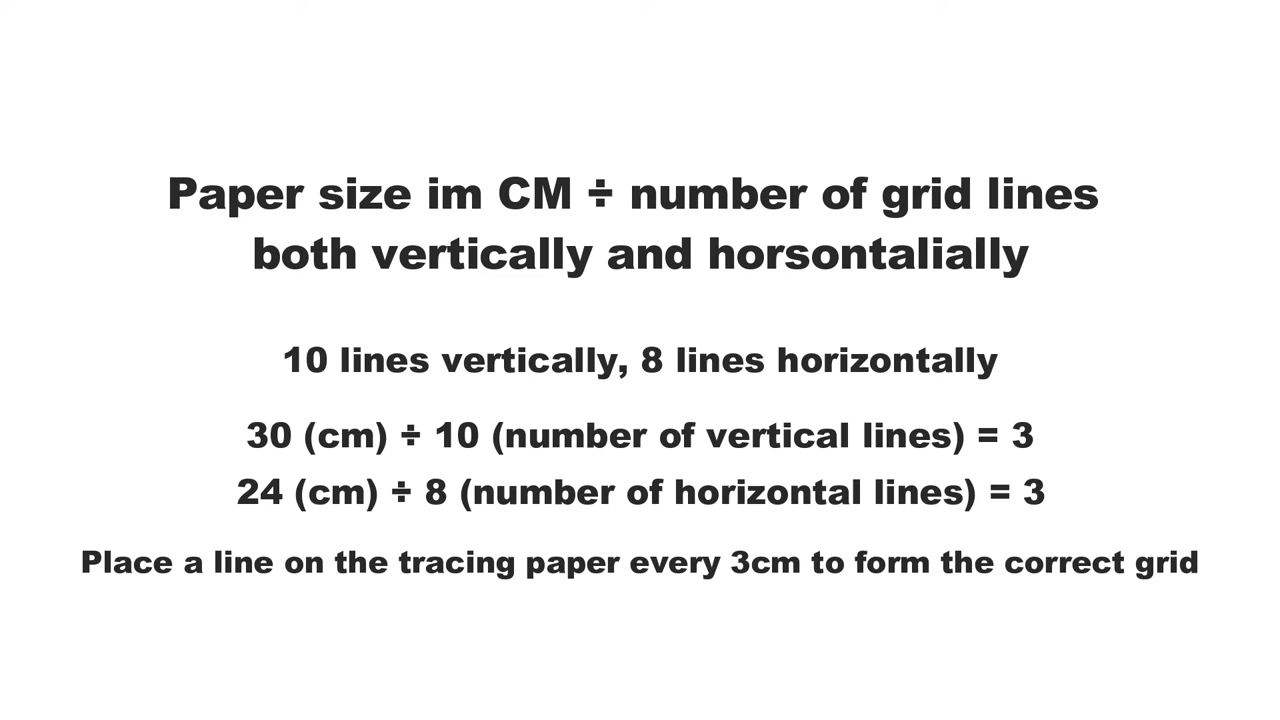 Paper size im CM ÷ number of grid lines
both vertically and horsontalially
10 lines vertically, 8 lines horizontally
30 (cm) ÷ 10 (number of vertical lines) = 3
24 (cm) ÷ 8 (number of horizontal lines) = 3
Place a line on the tracing paper every 3cm to form the correct grid